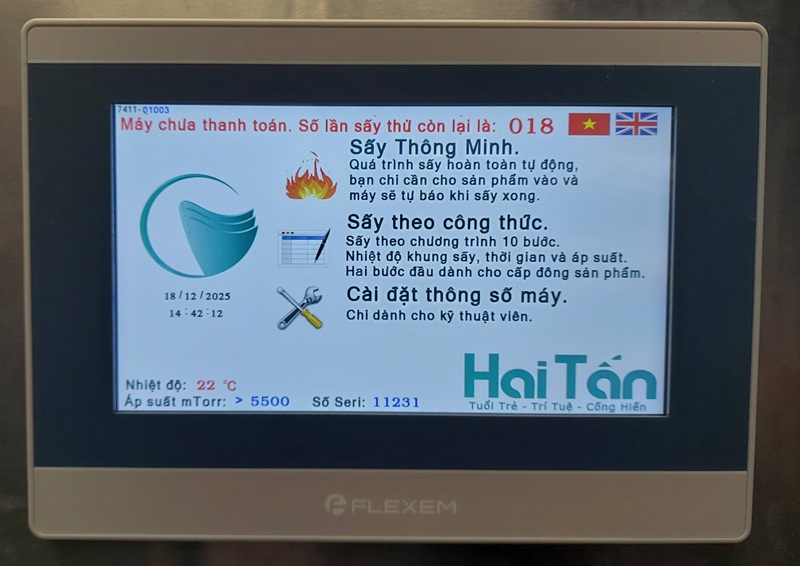 7411-01003
Máy chưa thanh toán. Số lần sấy thử còn lại là: 018
Sấy Thông Minh.
Quá trình sấy hoàn toàn tự động,
bạn chỉ cần cho sản phẩm vào và
máy sẽ tự báo khi sấy xong.
Sấy theo công thức.
Sấy theo chương trình 10 bước.
Nhiệt độ khung sấy, thời gian và áp suất.
Hai bước đầu dành cho cấp đông sản phẩm.
18/12/2025
14:42:12
Cài đặt thông số máy.
Chỉ dành cho kỹ thuật viên.
Hai Tấn
Tuổi Trẻ - Trí Tuệ - Cống Hiến
Nhiệt độ: 22 °C
Áp suất mTorr: > 5500 Số Seri: 11231
FLEXEM